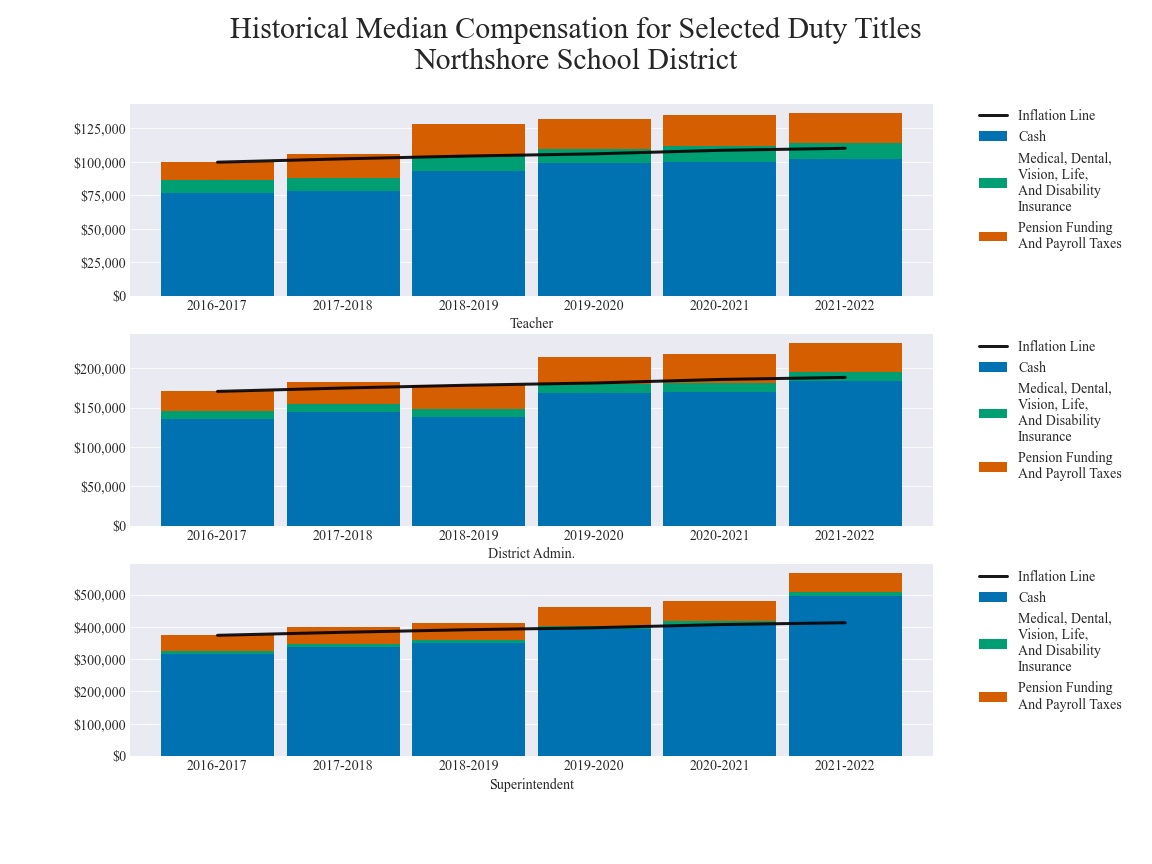 Historical Median Compensation for Selected Duty Titles
Northshore School District
$125,000
$100,000
$75,000
$50,000
$25,000
$0
2016-2017 2017-2018 2018-2019 2019-2020 2020-2021 2021-2022
Teacher
Inflation Line
Cash
Medical, Dental,
Vision, Life,
And Disability
Insurance
Pension Funding
And Payroll Taxes
$200,000
$150,000
$100,000
$50,000
$0
2016-2017 2017-2018 2018-2019 2019-2020 2020-2021 2021-2022
District Admin.
Inflation Line
Cash
Medical, Dental,
Vision, Life,
And Disability
Insurance
Pension Funding
And Payroll Taxes
$500,000
$400,000
$300,000
$200,000
$100,000
$0
2016-2017 2017-2018 2018-2019 2019-2020 2020-2021 2021-2022
Superintendent
Inflation Line
Cash
Medical, Dental,
Vision, Life,
And Disability
Insurance
Pension Funding
And Payroll Taxes